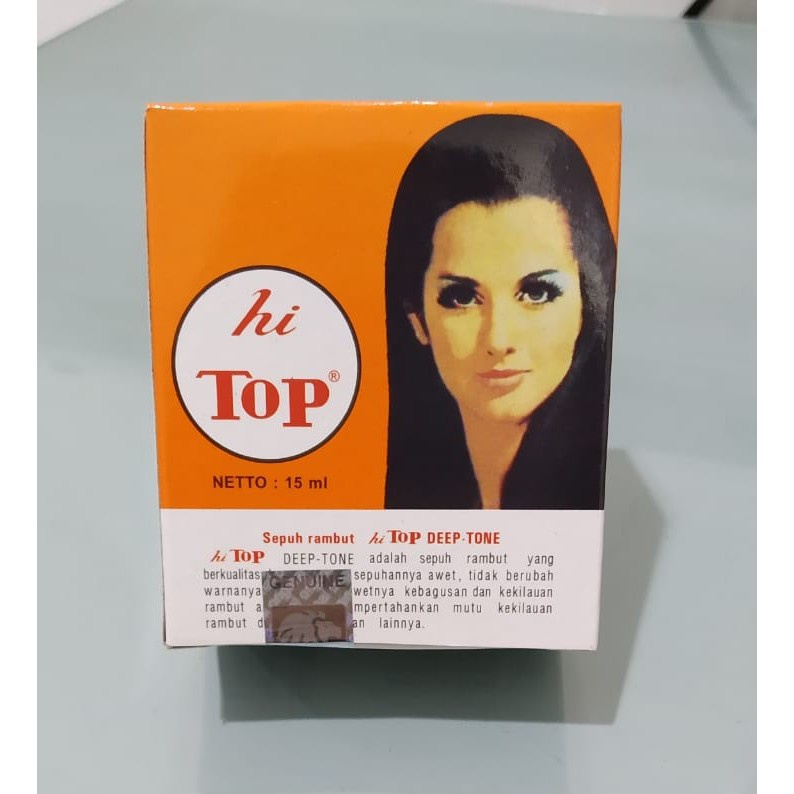 hi
TOP®
NETTO : 15 ml
Sepuh rambut hi TOP DEEP-TONE
hi TOP DEEP-TONE adalah sepuh rambut yang
berkualitas sepuhannya awet, tidak berubah
GENUINE
warnanya wetnya kebagusan dan kekilauan
rambut mpertahankan mutu kekilauan
rambut lainnya.